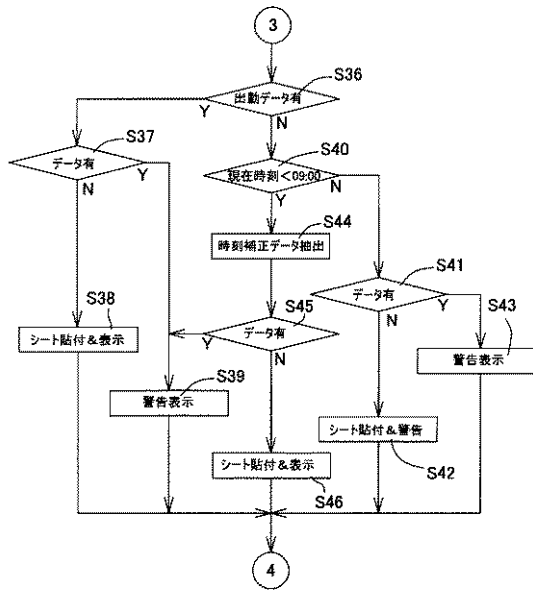 3
S36
出勤データ有
Y
N
S37
データ有
N
Y
S40
現在時刻<09:00
Y
N
S44
時刻補正データ抽出
S41
データ有
N
Y
S38
シート貼付&表示
S45
データ有
Y
N
S43
警告表示
S39
警告表示
シート貼付&警告
S42
シート貼付&表示
S46
4